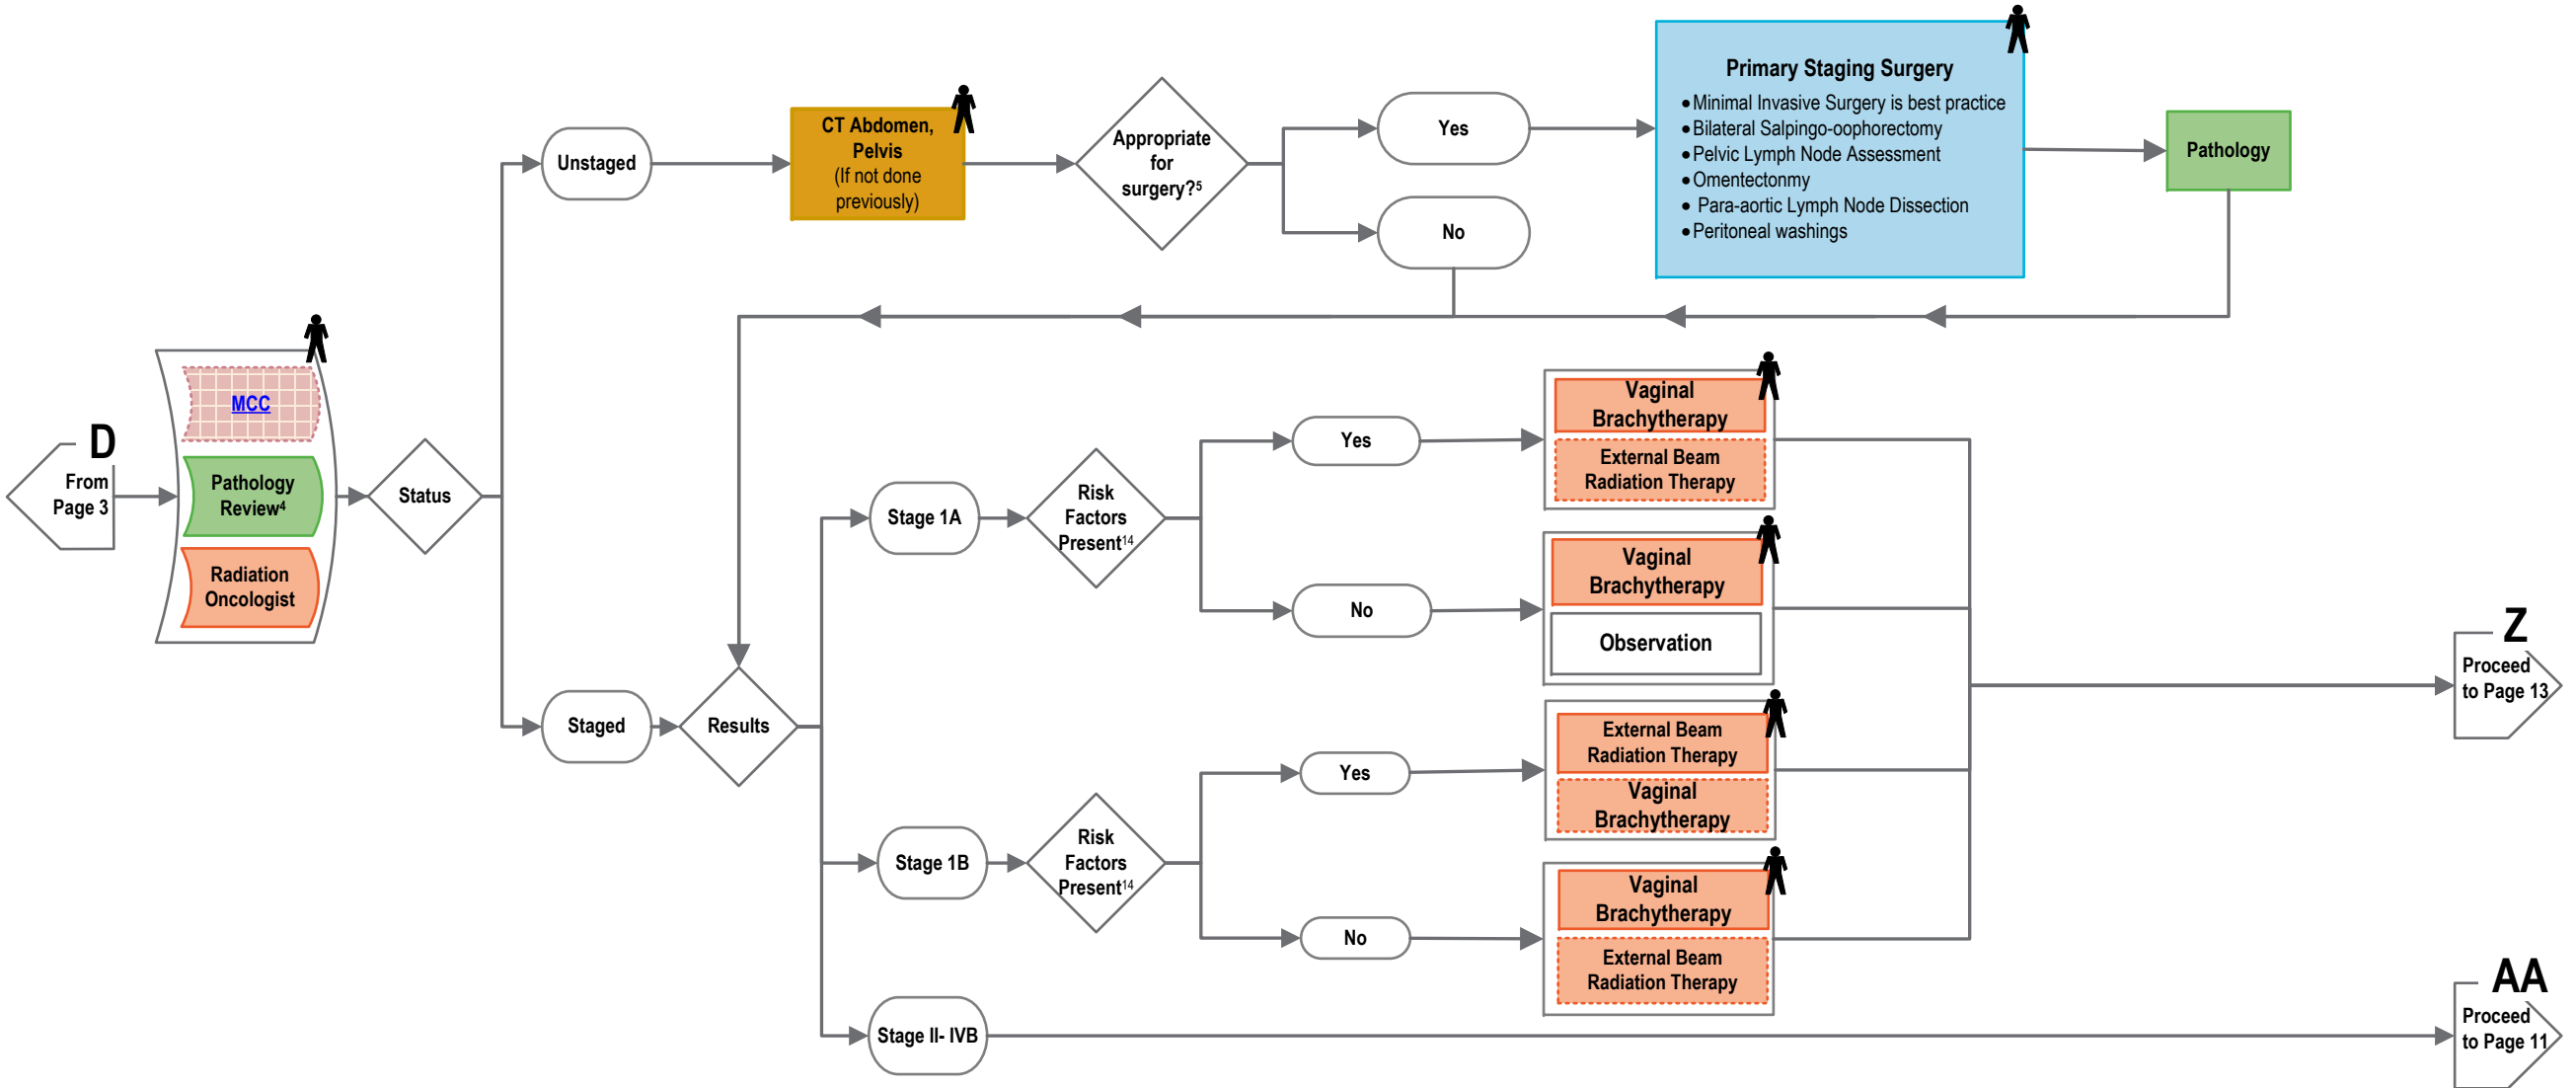 D
From
Page 3
MCC
Pathology
Review⁴
Radiation
Oncologist
Status
Unstaged
CT Abdomen,
Pelvis
(If not done
previously)
Appropriate
for
surgery?⁵
Yes
No
Primary Staging Surgery
•Minimal Invasive Surgery is best practice
•Bilateral Salpingo-oophorectomy
•Pelvic Lymph Node Assessment
•Omentectonmy
• Para-aortic Lymph Node Dissection
•Peritoneal washings
Pathology
Staged
Results
Stage 1A
Risk
Factors
Present¹⁴
Yes
Vaginal
Brachytherapy
External Beam
Radiation Therapy
No
Vaginal
Brachytherapy
Observation
Stage 1B
Risk
Factors
Present¹⁴
Yes
External Beam
Radiation Therapy
Vaginal
Brachytherapy
No
Vaginal
Brachytherapy
External Beam
Radiation Therapy
Stage II- IVB
Z
Proceed
to Page 13
AA
Proceed
to Page 11